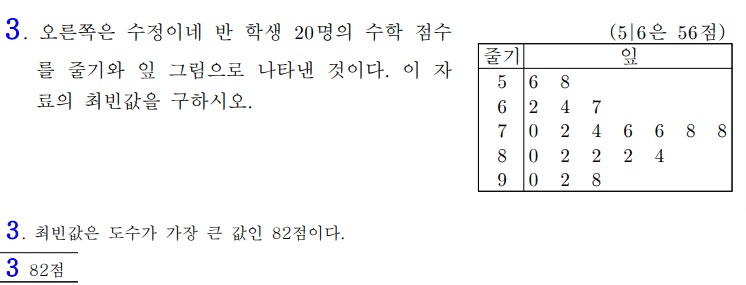 3. 오른쪽은 수정이네 반 학생 20명의 수학 점수
를 줄기와 잎 그림으로 나타낸 것이다. 이 자
료의 최빈값을 구하시오.
(5|6은 56점)
줄기 잎
5 6 8
6 2 4 7
7 0 2 4 6 6 8 8
8 0 2 2 2 4
9 0 2 8
3. 최빈값은 도수가 가장 큰 값인 82점이다.
3 82점